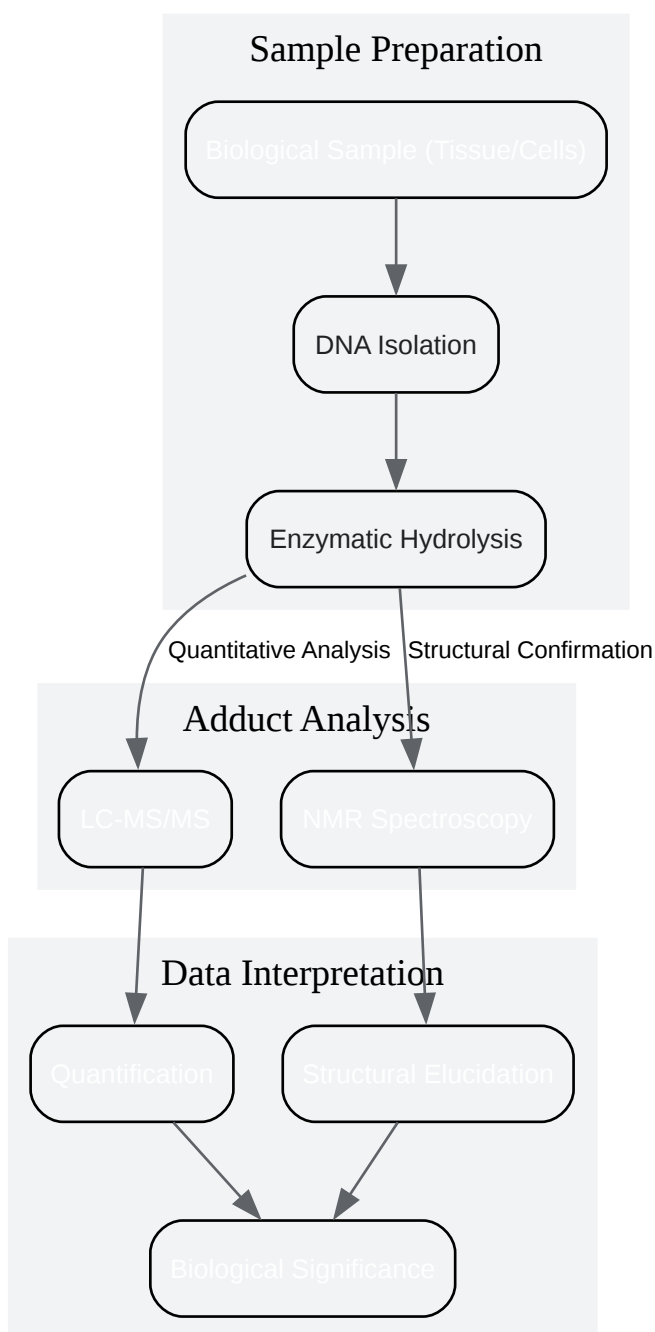 Sample Preparation
Biological Sample (Tissue/Cells)
DNA Isolation
Enzymatic Hydrolysis
Quantitative Analysis
Structural Confirmation
Adduct Analysis
LC-MS/MS
NMR Spectroscopy
Data Interpretation
Quantification
Structural Elucidation
Biological Significance